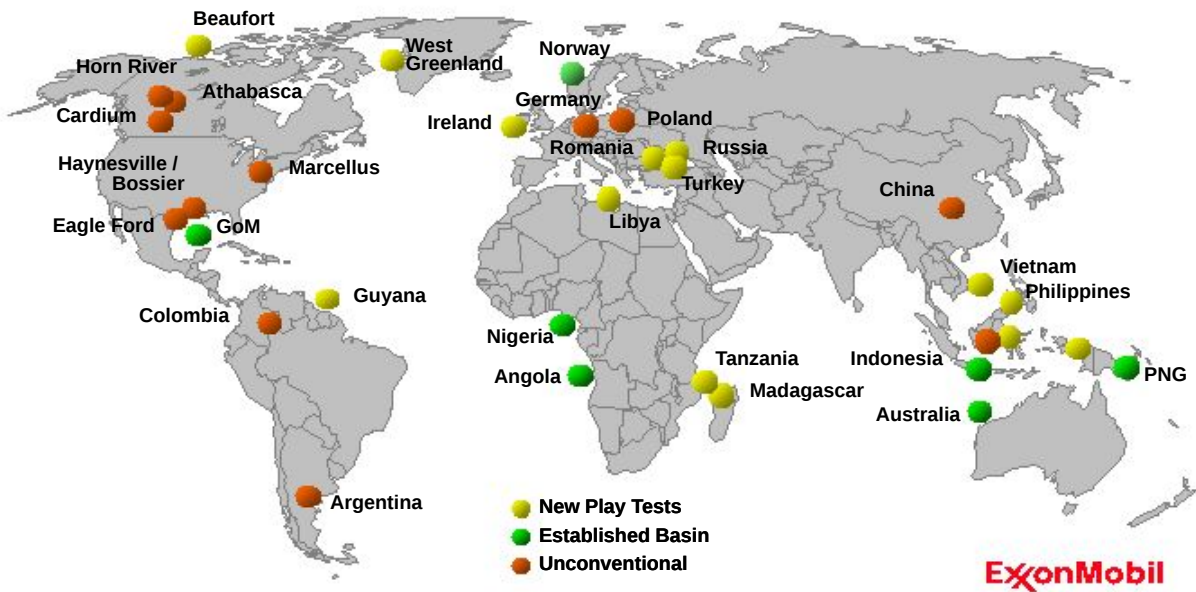 Beaufort
West
Greenland
Norway
Horn River
Athabasca
Cardium
Germany
Ireland
Poland
Romania
Russia
Turkey
Haynesville /
Bossier
Marcellus
China
Eagle Ford
GoM
Libya
Vietnam
Philippines
Guyana
Colombia
Nigeria
Tanzania
Indonesia
Angola
Madagascar
PNG
Australia
Argentina
New Play Tests
Established Basin
Unconventional
ExxonMobil